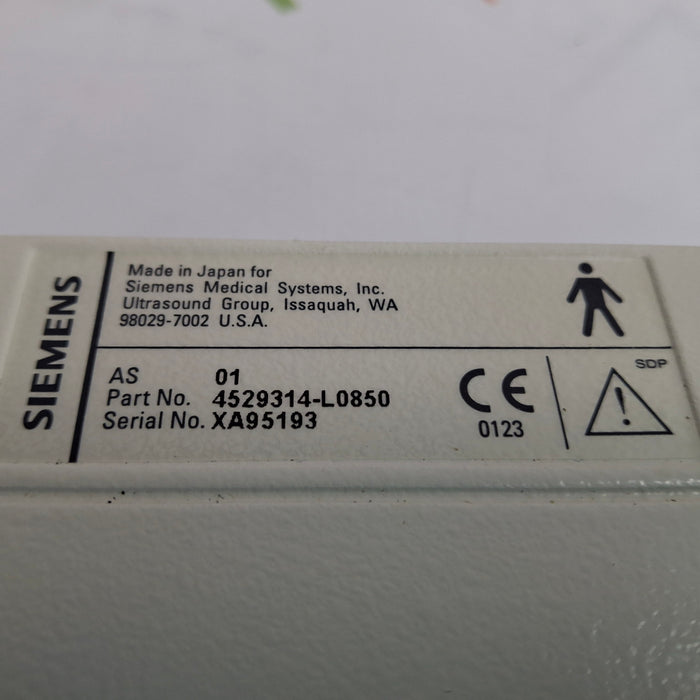 SIEMENS
Made in Japan for
Siemens Medical Systems, Inc.
Ultrasound Group, Issaquah, WA
98029-7002 U.S.A.
AS 01
Part No. 4529314-L0850
Serial No. XA95193
CE
0123
SDP
!